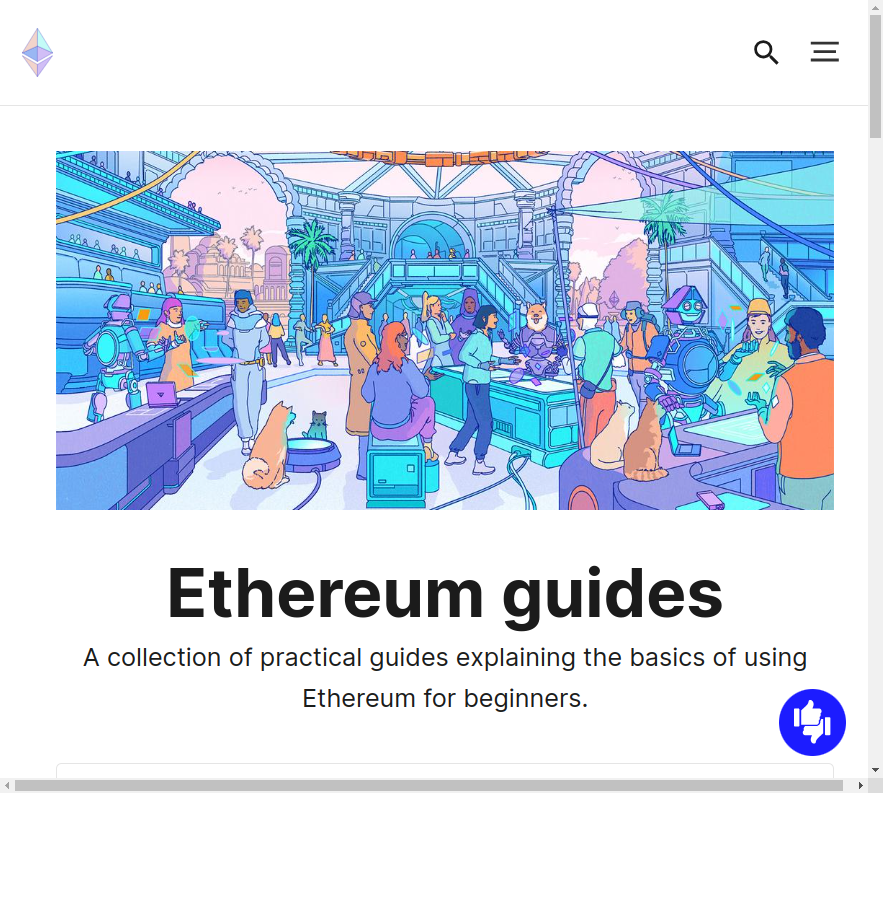 Ethereum guides
A collection of practical guides explaining the basics of using
Ethereum for beginners.